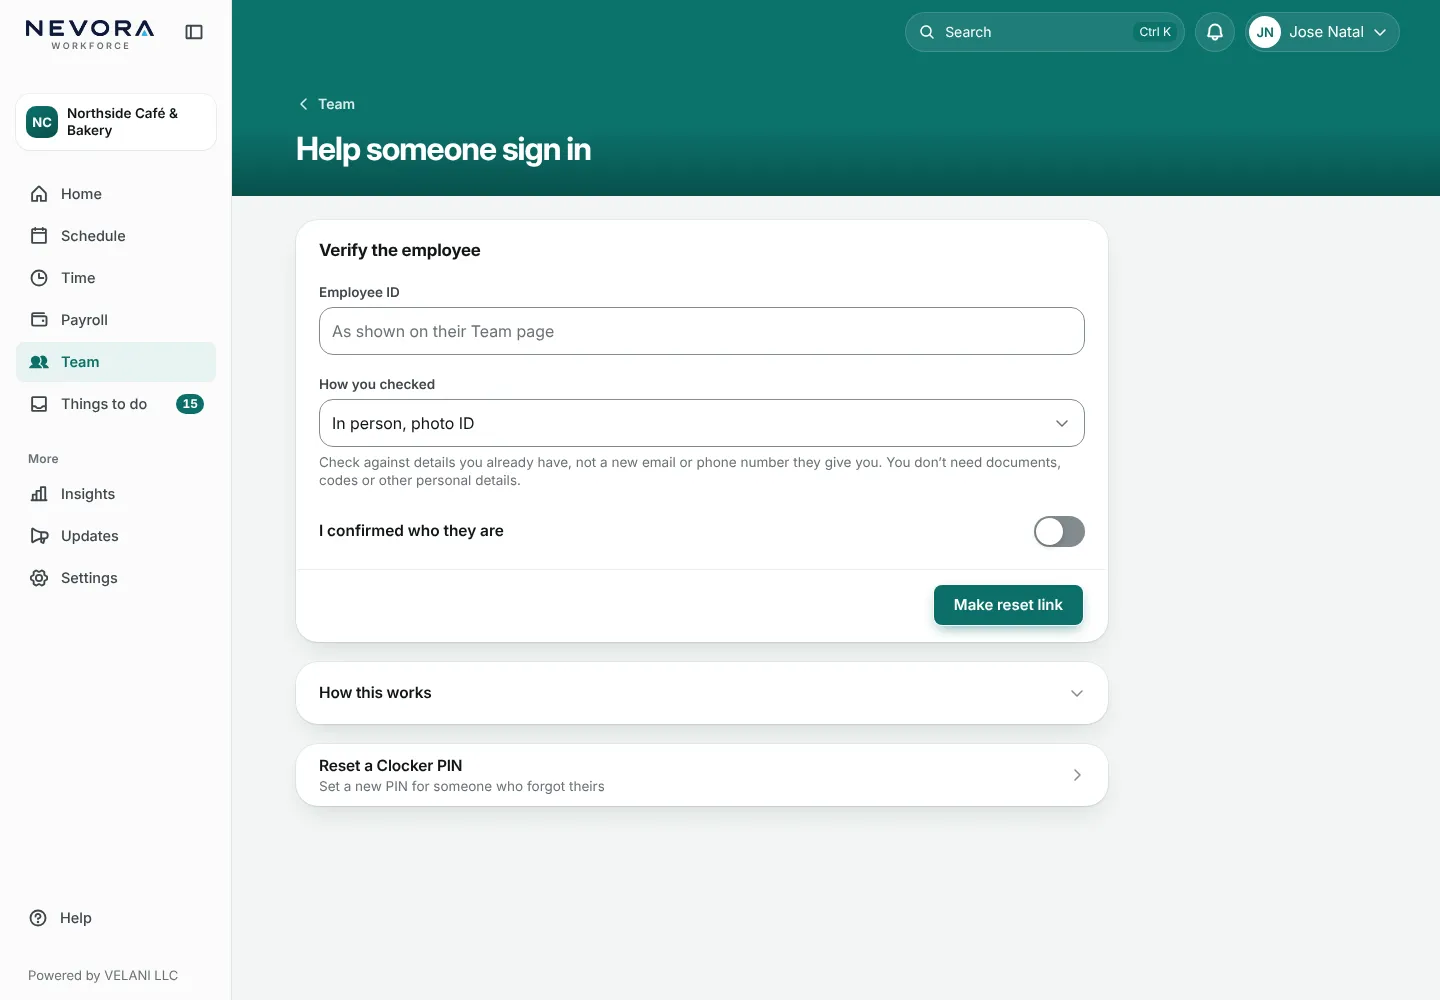 NEVORA
WORKFORCE
Search
Ctrl K
JN
Jose Natal
NC
Northside Café &
Bakery
Home
Schedule
Time
Payroll
Team
Things to do
15
More
Insights
Updates
Settings
Help
Powered by VELANI LLC
Team
Help someone sign in
Verify the employee
Employee ID
As shown on their Team page
How you checked
In person, photo ID
Check against details you already have, not a new email or phone number they give you. You don’t need documents,
codes or other personal details.
I confirmed who they are
Make reset link
How this works
Reset a Clocker PIN
Set a new PIN for someone who forgot theirs